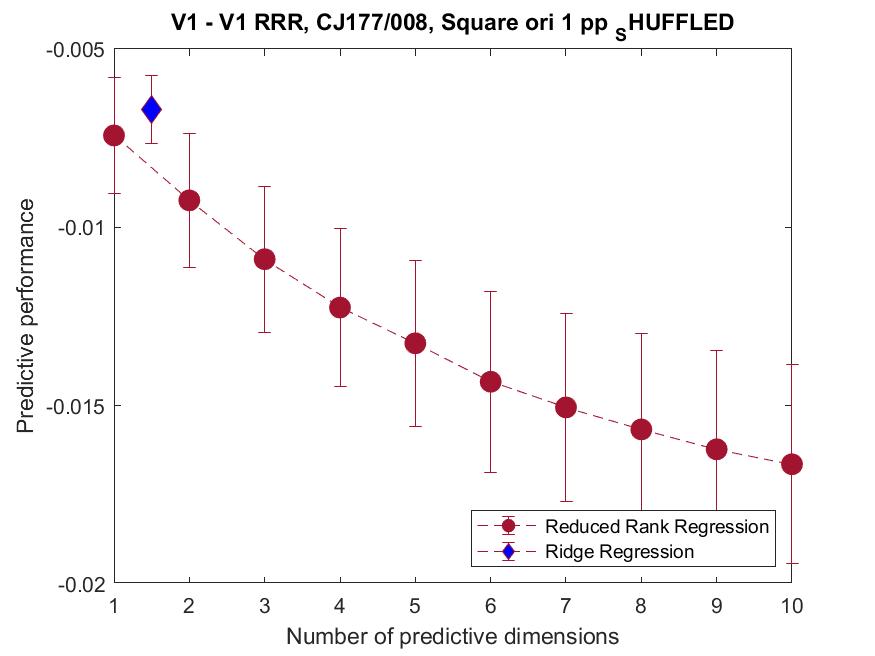 V1 - V1 RRR, CJ177/008, Square ori 1 pp SHUFFLED
-0.005
-0.01
-0.015
-0.02
Predictive performance
Reduced Rank Regression
Ridge Regression
1 2 3 4 5 6 7 8 9 10
Number of predictive dimensions